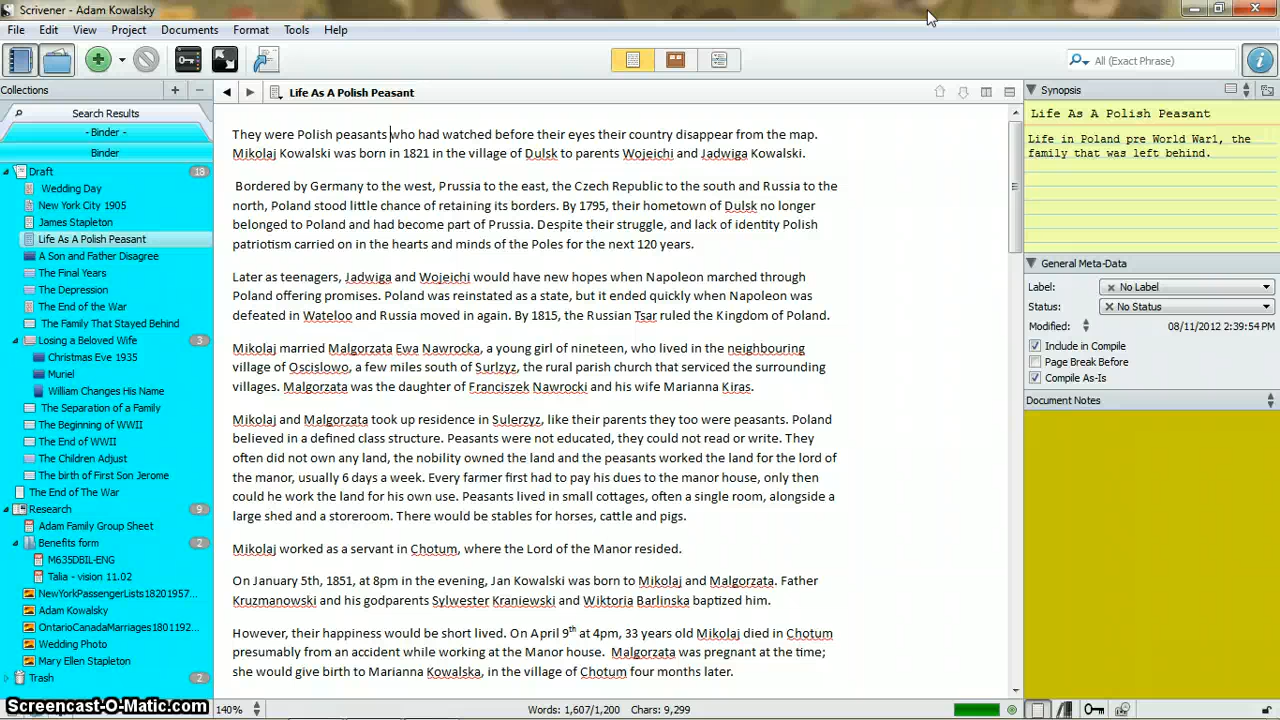 Scrivener - Adam Kowalsky
File Edit View Project Documents Format Tools Help
All (Exact Phrase)
Collections
Search Results
- Binder -
Binder
Draft 18
Wedding Day
New York City 1905
James Stapleton
Life As A Polish Peasant
A Son and Father Disagree
The Final Years
The Depression
The End of the War
The Family That Stayed Behind
Losing a Beloved Wife 3
Christmas Eve 1935
Muriel
William Changes His Name
The Separation of a Family
The Beginning of WWII
The End of WWII
The Children Adjust
The birth of First Son Jerome
The End of The War
Research 9
Adam Family Group Sheet
Benefits form 2
M635DBIL-ENG
Talia - vision 11.02
NewYorkPassengerLists18201957...
Adam Kowalsky
OntarioCanadaMarriages1801192...
Wedding Photo
Mary Ellen Stapleton
Trash 2
Life As A Polish Peasant
They were Polish peasants who had watched before their eyes their country disappear from the map.
Mikolaj Kowalski was born in 1821 in the village of Dulsk to parents Wojeichi and Jadwiga Kowalski.
Bordered by Germany to the west, Prussia to the east, the Czech Republic to the south and Russia to the
north, Poland stood little chance of retaining its borders. By 1795, their hometown of Dulsk no longer
belonged to Poland and had become part of Prussia. Despite their struggle, and lack of identity Polish
patriotism carried on in the hearts and minds of the Poles for the next 120 years.
Later as teenagers, Jadwiga and Wojeichi would have new hopes when Napoleon marched through
Poland offering promises. Poland was reinstated as a state, but it ended quickly when Napoleon was
defeated in Wateloo and Russia moved in again. By 1815, the Russian Tsar ruled the Kingdom of Poland.
Mikolaj married Malgorzata Ewa Nawrocka, a young girl of nineteen, who lived in the neighbouring
village of Oscislowo, a few miles south of Surlzyz, the rural parish church that serviced the surrounding
villages. Malgorzata was the daughter of Franciszek Nawrocki and his wife Marianna Kiras.
Mikolaj and Malgorzata took up residence in Sulerzyz, like their parents they too were peasants. Poland
believed in a defined class structure. Peasants were not educated, they could not read or write. They
often did not own any land, the nobility owned the land and the peasants worked the land for the lord of
the manor, usually 6 days a week. Every farmer first had to pay his dues to the manor house, only then
could he work the land for his own use. Peasants lived in small cottages, often a single room, alongside a
large shed and a storeroom. There would be stables for horses, cattle and pigs.
Mikolaj worked as a servant in Chotum, where the Lord of the Manor resided.
On January 5th, 1851, at 8pm in the evening, Jan Kowalski was born to Mikolaj and Malgorzata. Father
Kruzmanowski and his godparents Sylwester Kraniewski and Wiktoria Barlinska baptized him.
However, their happiness would be short lived. On April 9th at 4pm, 33 years old Mikolaj died in Chotum
presumably from an accident while working at the Manor house. Malgorzata was pregnant at the time;
she would give birth to Marianna Kowalska, in the village of Chotum four months later.
Synopsis
Life As A Polish Peasant
Life in Poland pre World War1, the
family that was left behind.
General Meta-Data
Label: No Label
Status: No Status
Modified: 08/11/2012 2:39:54 PM
Include in Compile
Page Break Before
Compile As-Is
Document Notes
140%
Words: 1,607/1,200 Chars: 9,299
Screencast-O-Matic.com